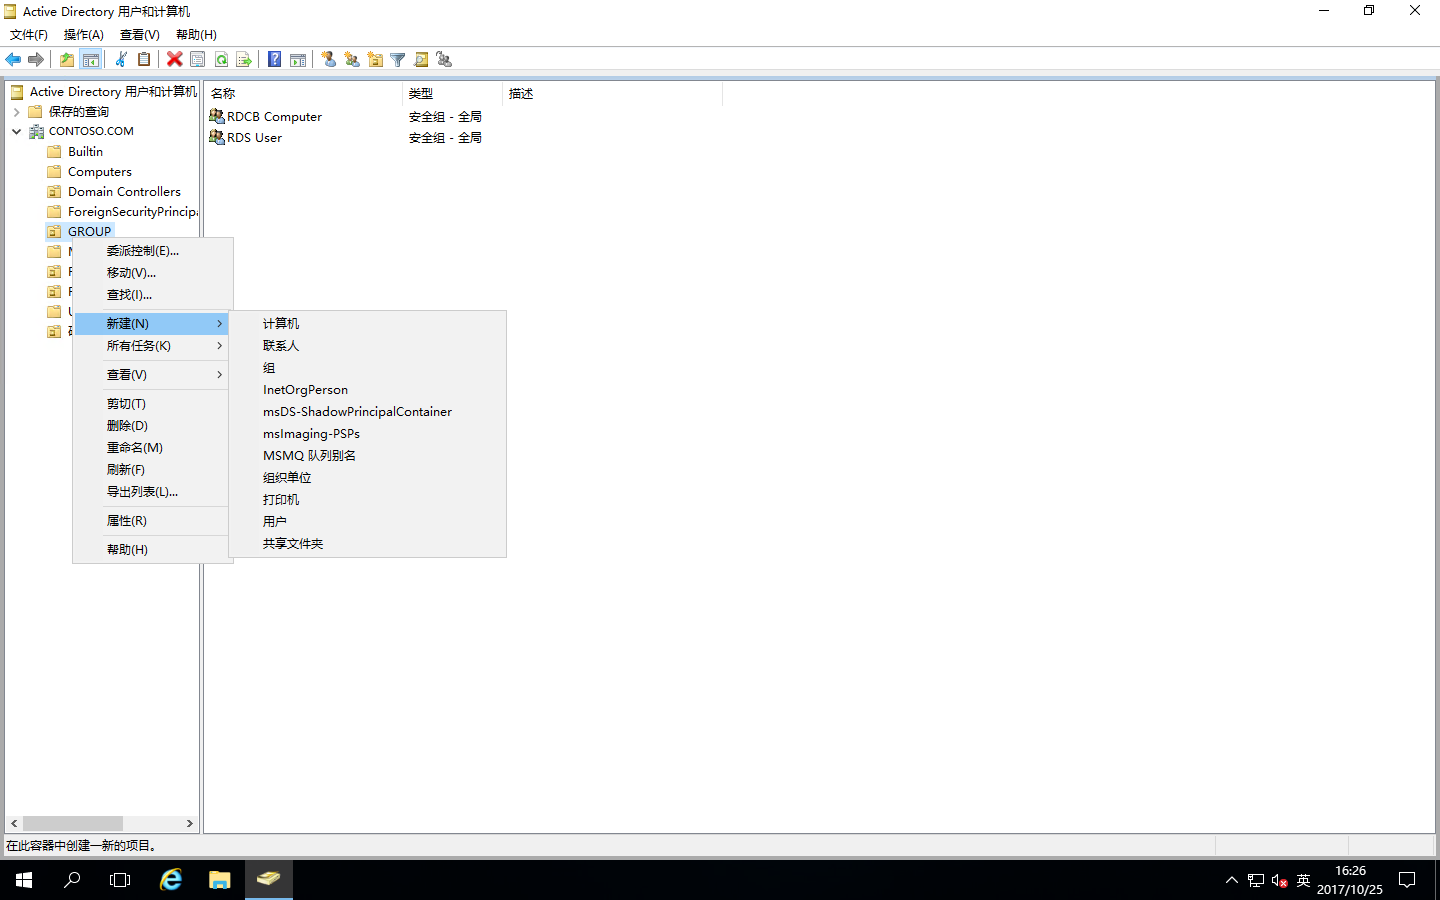 Active Directory 用户和计算机
文件(F) 操作(A) 查看(V) 帮助(H)
Active Directory 用户和计算机
保存的查询
CONTOSO.COM
Builtin
Computers
Domain Controllers
ForeignSecurityPrincipa
GROUP
名称 类型 描述
RDCB Computer 安全组 - 全局
RDS User 安全组 - 全局
委派控制(E)...
移动(V)...
查找(I)...
新建(N)
所有任务(K)
查看(V)
剪切(T)
删除(D)
重命名(M)
刷新(F)
导出列表(L)...
属性(R)
帮助(H)
计算机
联系人
组
InetOrgPerson
msDS-ShadowPrincipalContainer
msImaging-PSPs
MSMQ 队列别名
组织单位
打印机
用户
共享文件夹
在此容器中创建一新的项目。
英
16:26
2017/10/25